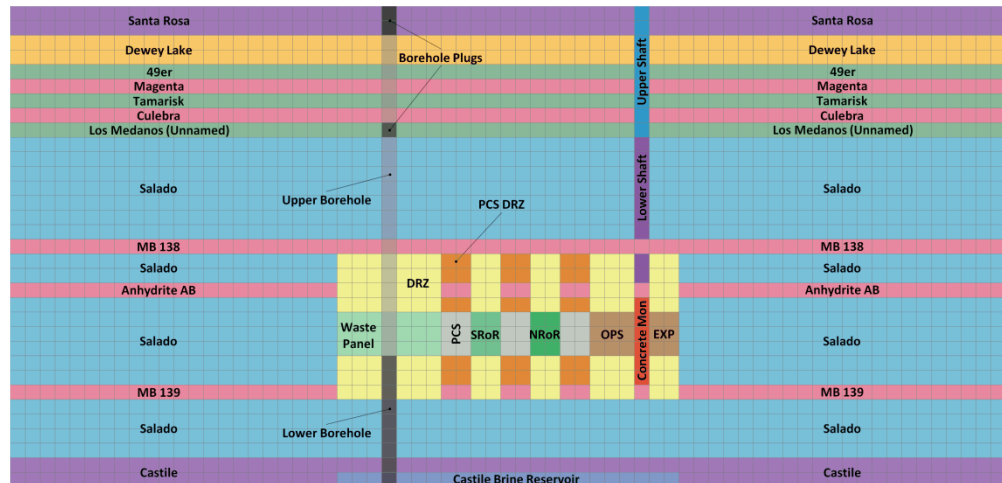 Santa Rosa
Santa Rosa
Dewey Lake
Borehole Plugs
Upper Shaft
Dewey Lake
49er
49er
Magenta
Magenta
Tamarisk
Tamarisk
Culebra
Culebra
Los Medanos (Unnamed)
Los Medanos (Unnamed)
Salado
Upper Borehole
PCS DRZ
Lower Shaft
Salado
MB 138
MB 138
Salado
DRZ
Salado
Anhydrite AB
Anhydrite AB
Salado
Waste
Panel
PCS
SRoR
NRoR
OPS
Concrete Mon
EXP
Salado
MB 139
MB 139
Salado
Lower Borehole
Salado
Castile
Castile Brine Reservoir
Castile